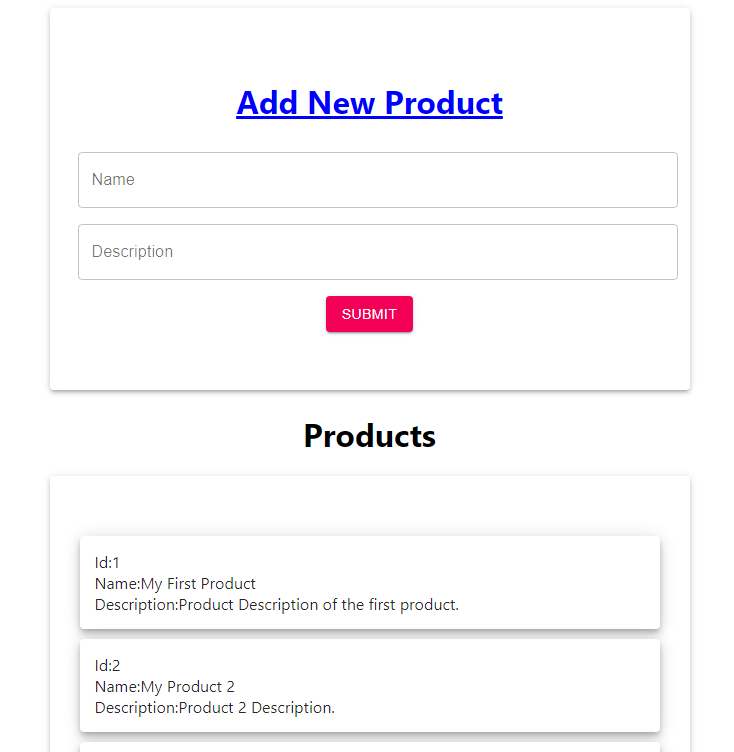 Add New Product
Name
Description
SUBMIT
Products
Id:1
Name:My First Product
Description:Product Description of the first product.
Id:2
Name:My Product 2
Description:Product 2 Description.